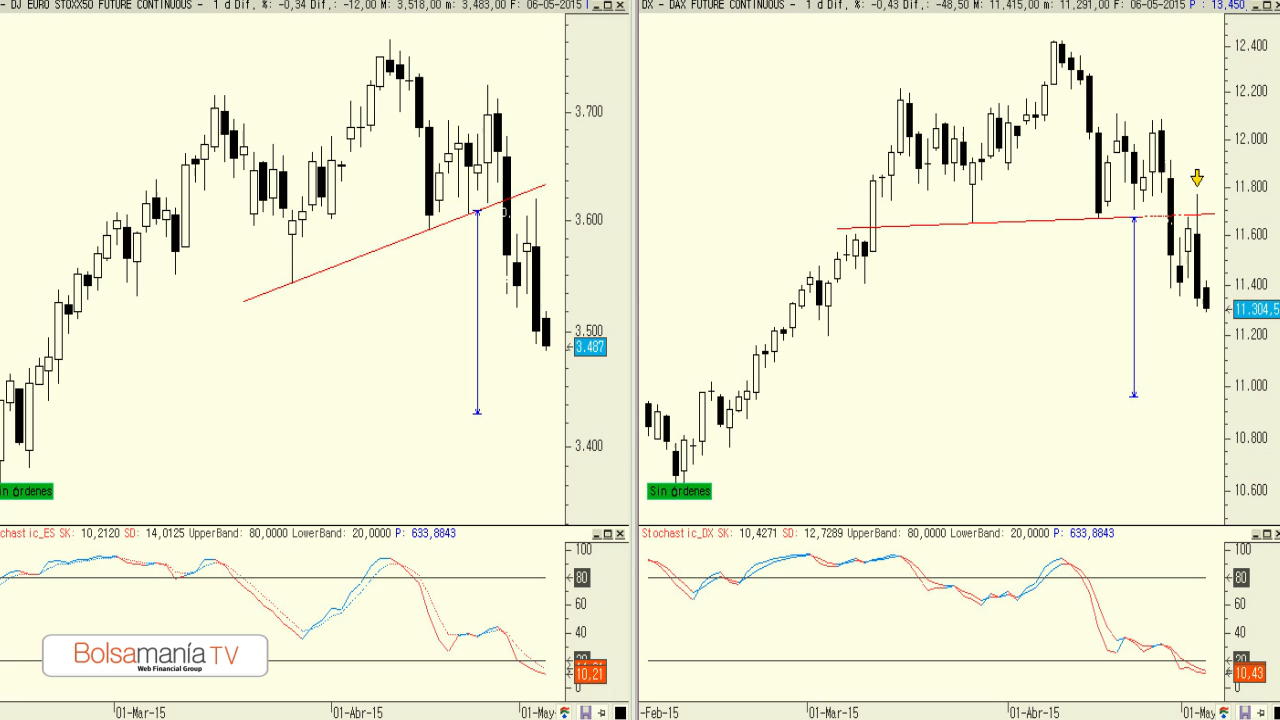 - DJ EURO STOXX50 FUTURE CONTINUOUS - 1 d Dif. %: -0,34 Dif.: -12,00 M: 3,518,00 m: 3,483,00 F: 06-05-2015
3.700
3.600
3.500
3.487
3.400
in órdenes
chastic_ES SK: 10,2120 SD: 14,0125 UpperBand: 80,0000 LowerBand: 20,0000 P: 633,8843
100
80
60
40
20
10,21
0
01-Mar-15
01-Abr-15
01-May
DX - DAX FUTURE CONTINUOUS - 1 d Dif. %: -0,43 Dif.: -48,50 M: 11,415,00 m: 11,291,00 F: 06-05-2015 P : 13,450
12.400
12.200
12.000
11.800
11.600
11.400
11.304,5
11.200
11.000
10.800
10.600
Sin órdenes
Stochastic_DX SK: 10,4271 SD: 12,7289 UpperBand: 80,0000 LowerBand: 20,0000 P: 633,8843
100
80
60
40
20
10,43
0
-Feb-15
01-Mar-15
01-Abr-15
01-May
Bolsamanía TV
Web Financial Group